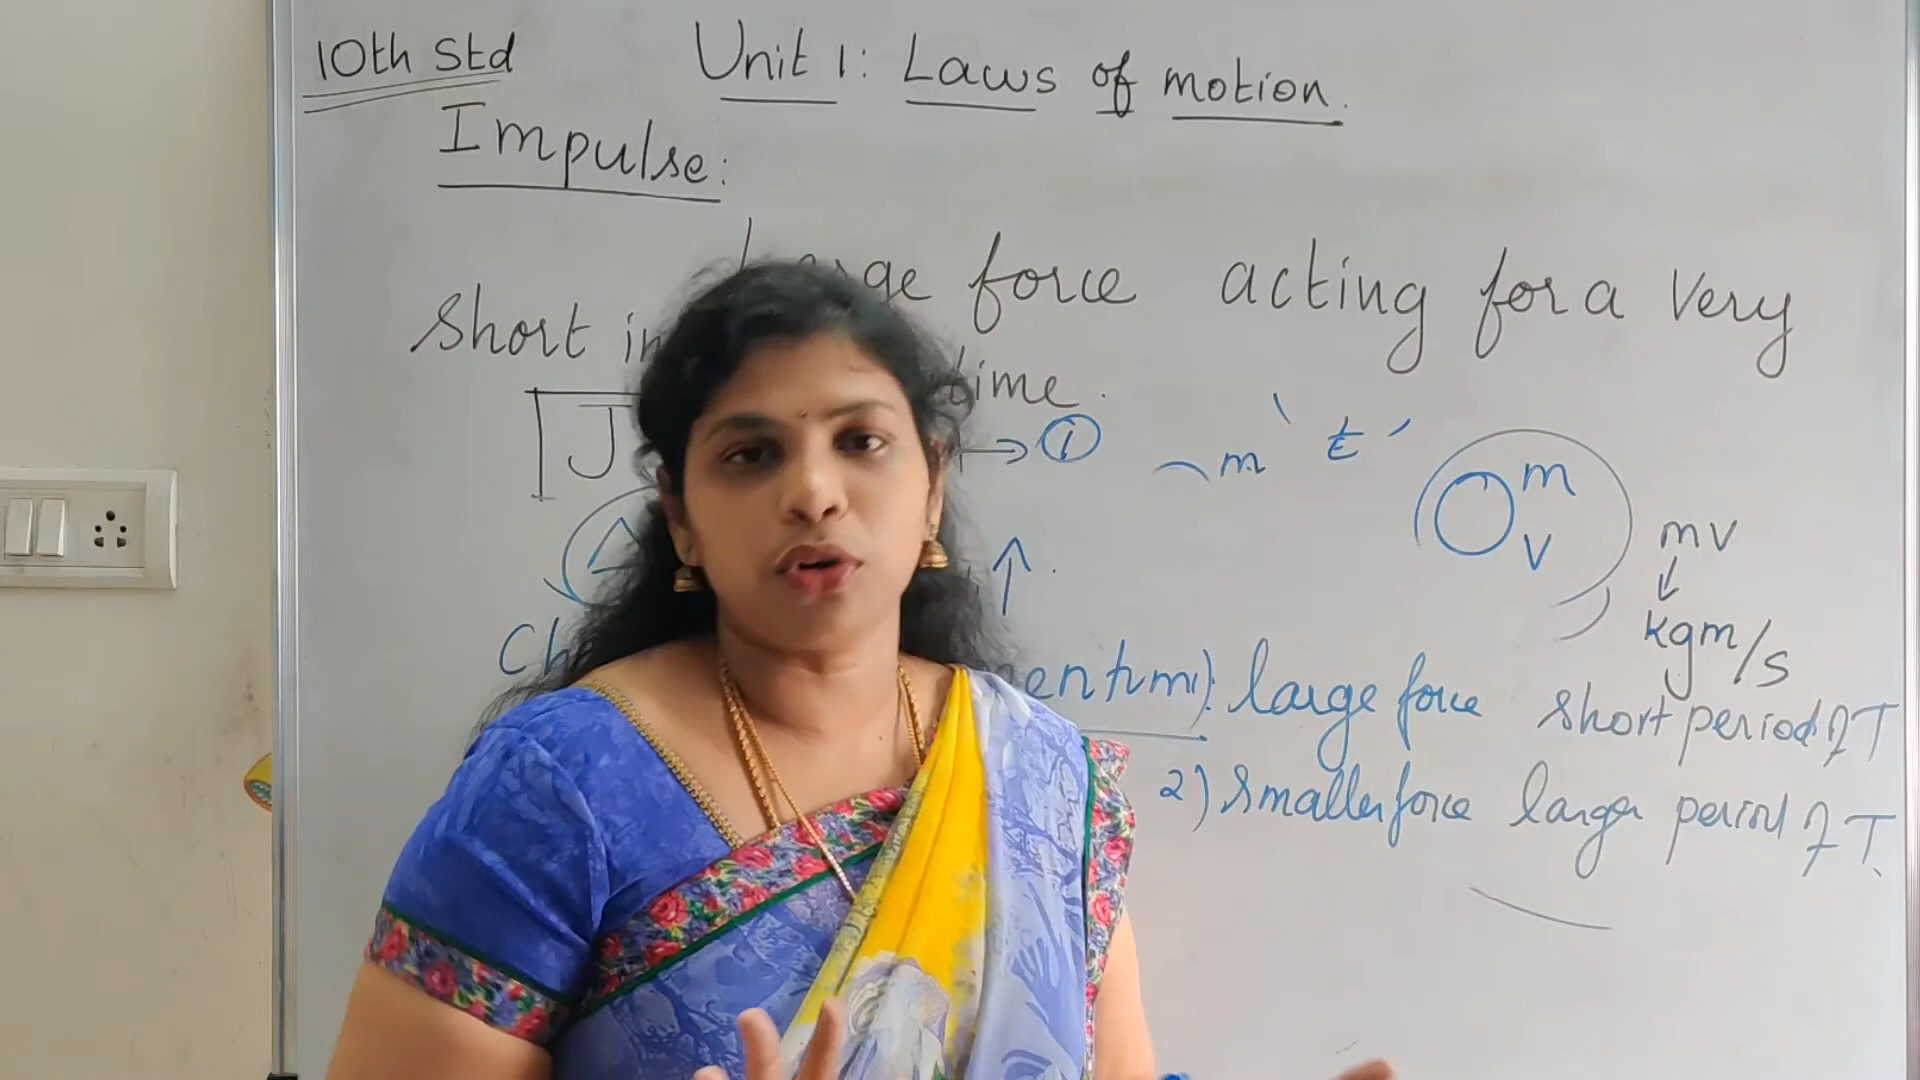 10th Std
Unit 1: Laws of motion.
Impulse:
force acting for a Very
Short
time.
J → 1
m t
m
V
mv
↓
kgm/s
large force short period of T
2) Smaller force larger period of T.